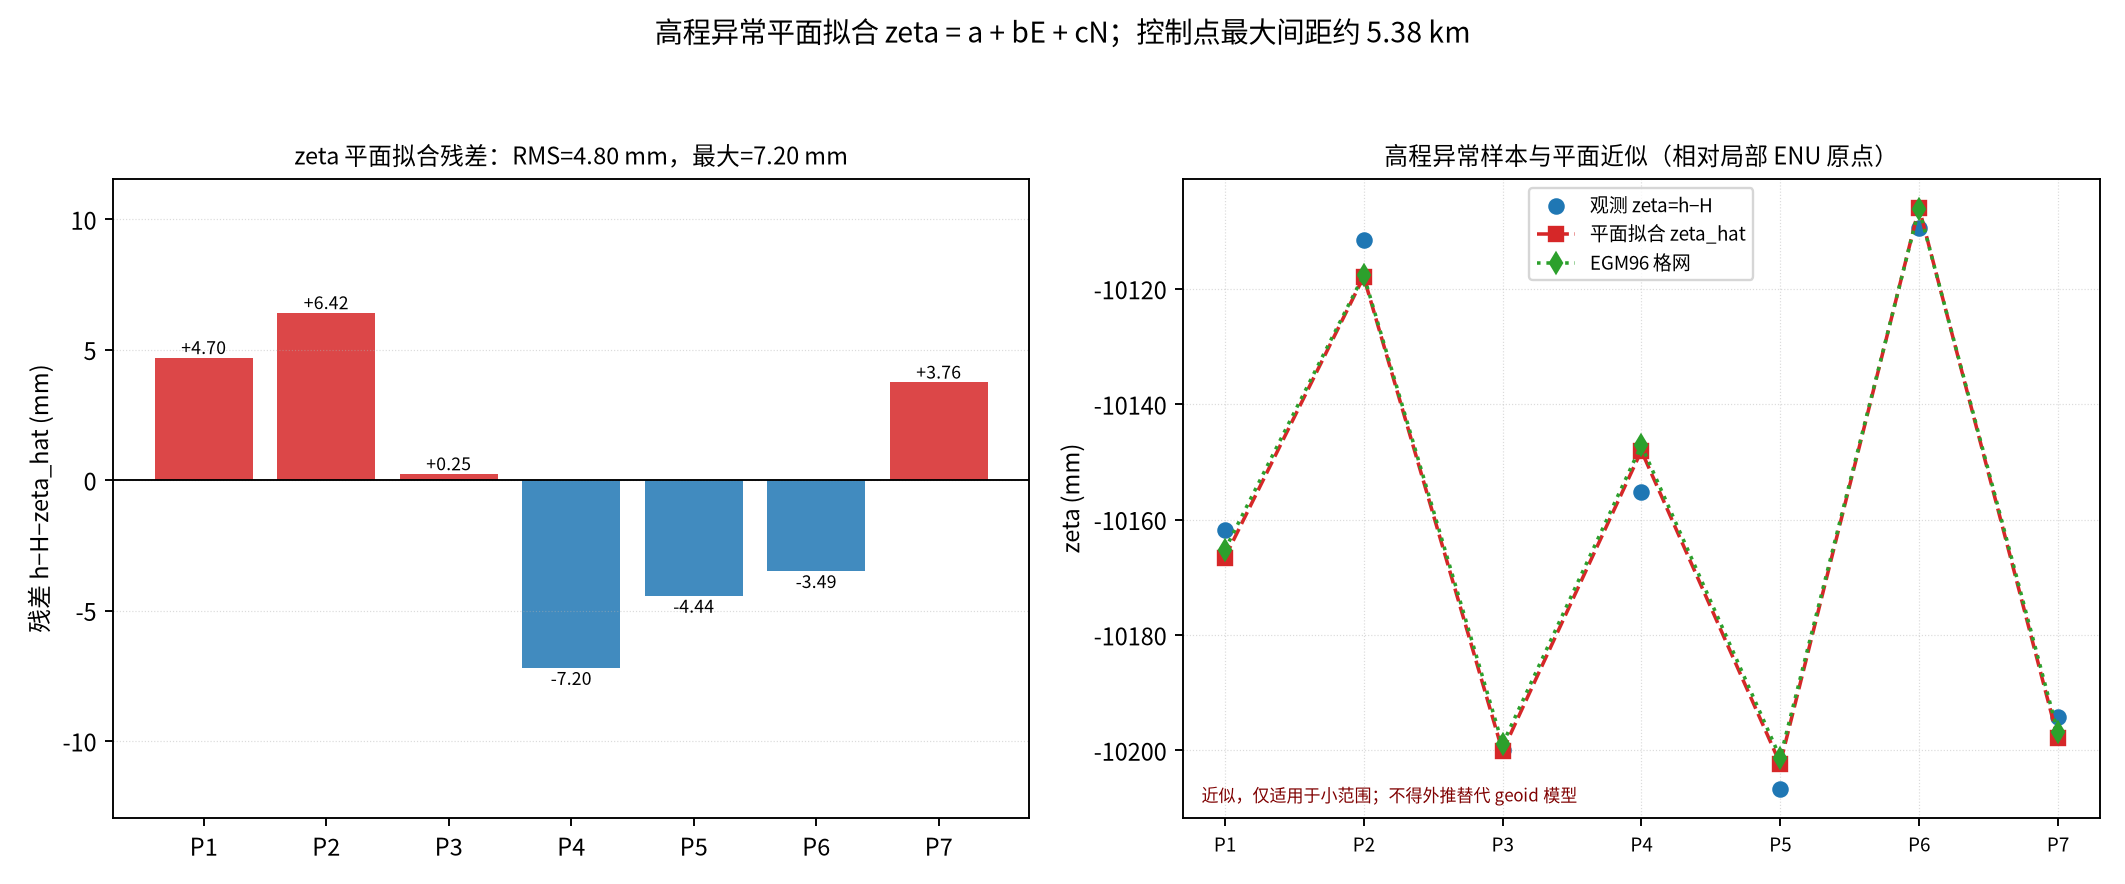 高程异常平面拟合 zeta = a + bE + cN；控制点最大间距约 5.38 km
zeta 平面拟合残差：RMS=4.80 mm，最大=7.20 mm
残差 h−H−zeta_hat (mm)
10
5
0
-5
-10
+4.70
+6.42
+0.25
-7.20
-4.44
-3.49
+3.76
P1
P2
P3
P4
P5
P6
P7
高程异常样本与平面近似（相对局部 ENU 原点）
zeta (mm)
-10120
-10140
-10160
-10180
-10200
观测 zeta=h−H
平面拟合 zeta_hat
EGM96 格网
近似，仅适用于小范围；不得外推替代 geoid 模型
P1
P2
P3
P4
P5
P6
P7